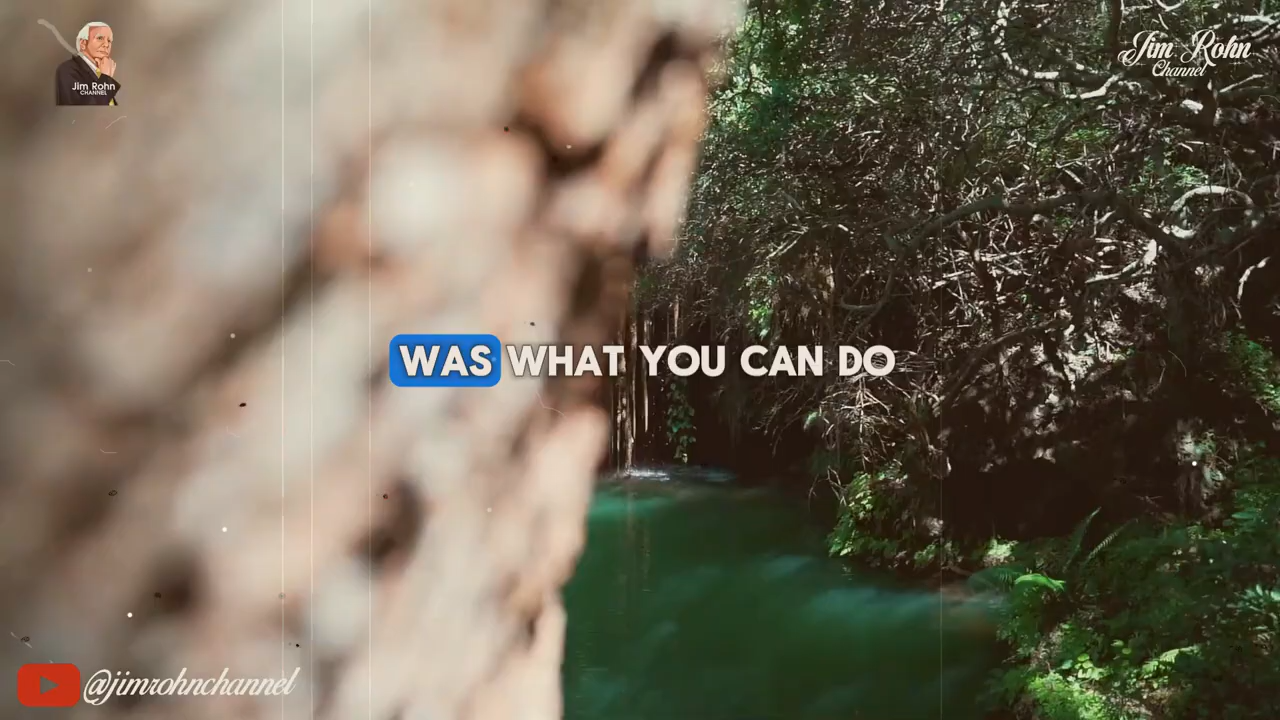 Jim Rohn
CHANNEL
Jim Rohn
Channel
WAS WHAT YOU CAN DO
@jimrohnchannel